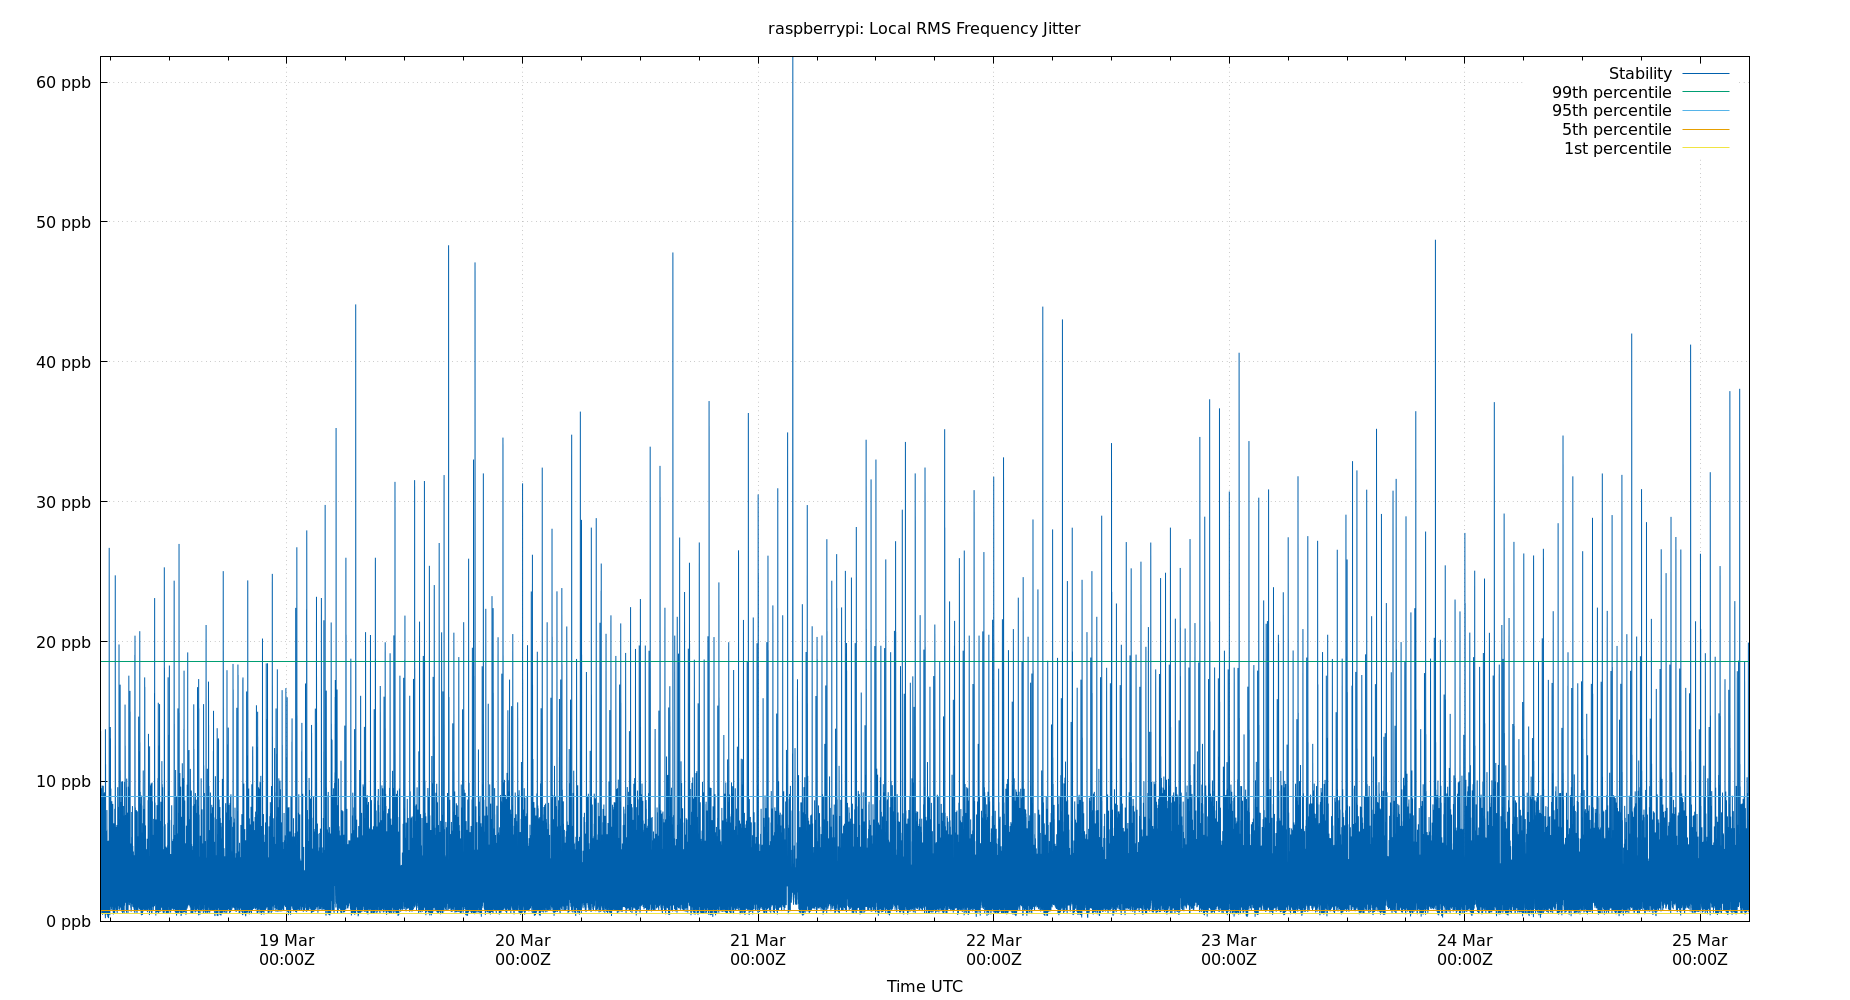 raspberrypi: Local RMS Frequency Jitter
Stability
99th percentile
95th percentile
5th percentile
1st percentile
60 ppb
50 ppb
40 ppb
30 ppb
20 ppb
10 ppb
0 ppb
19 Mar 20 Mar 21 Mar 22 Mar 23 Mar 24 Mar 25 Mar
00:00Z 00:00Z 00:00Z 00:00Z 00:00Z 00:00Z 00:00Z
Time UTC